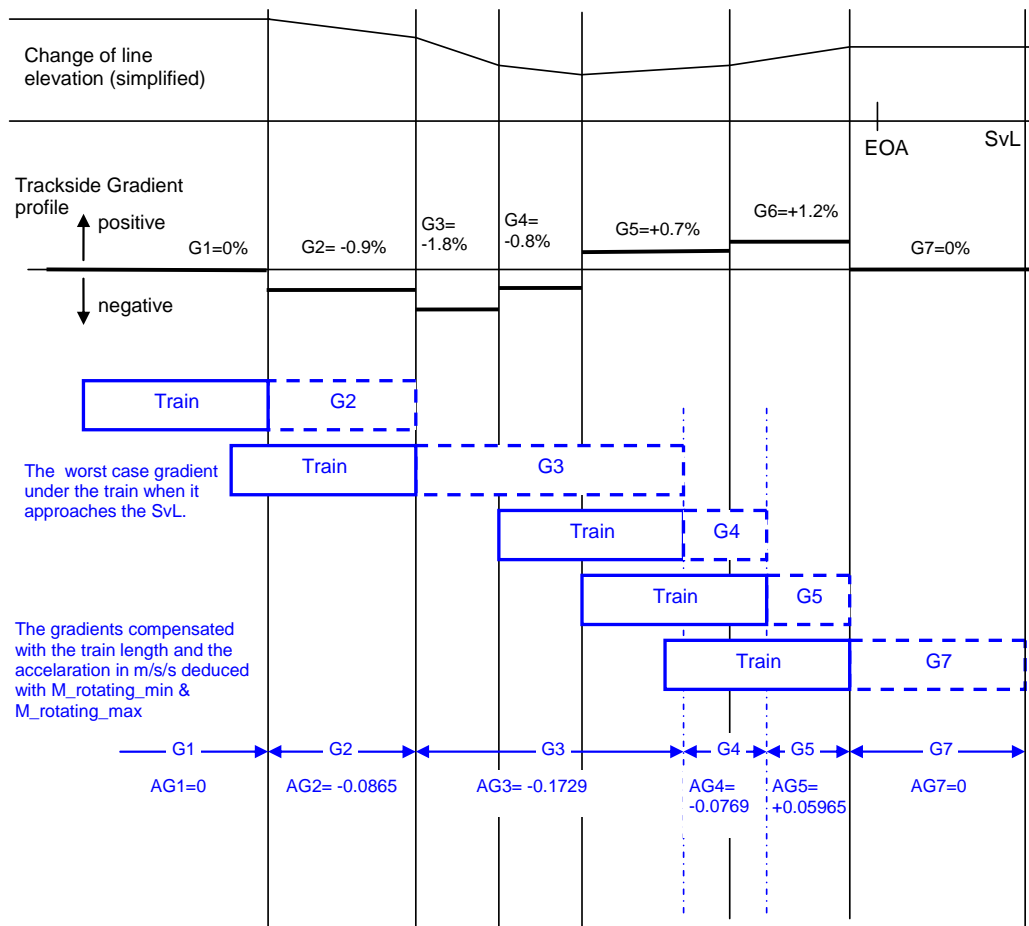 Change of line
elevation (simplified)
EOA
SvL
Trackside Gradient
profile
positive
G1=0%
G2= -0.9%
G3=
-1.8%
G4=
-0.8%
G5=+0.7%
G6=+1.2%
G7=0%
negative
Train
G2
Train
G3
The worst case gradient
under the train when it
approaches the SvL.
Train
G4
Train
G5
The gradients compensated
with the train length and the
accelaration in m/s/s deduced
with M_rotating_min &
M_rotating_max
Train
G7
G1
G2
G3
G4
G5
G7
AG1=0
AG2= -0.0865
AG3= -0.1729
AG4=
-0.0769
AG5=
+0.05965
AG7=0